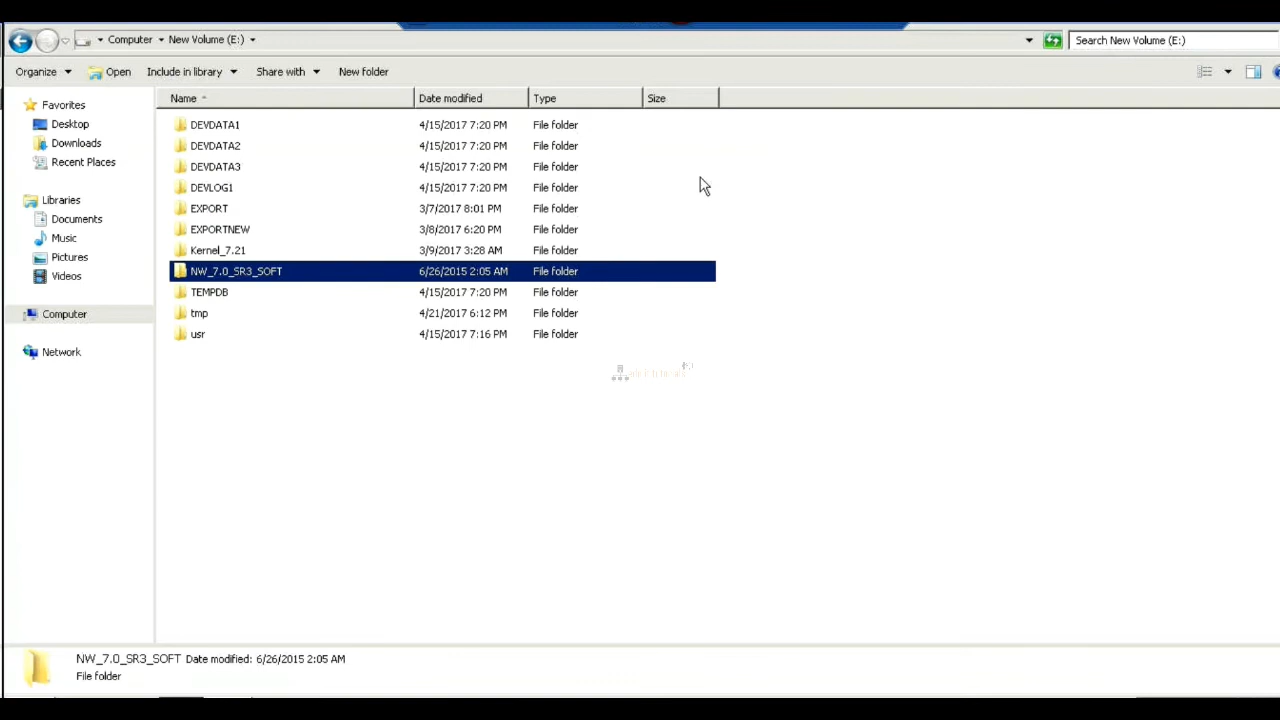 Computer New Volume (E:) Search New Volume (E:)
Organize Open Include in library Share with New folder
Name Date modified Type Size
Favorites
Desktop
Downloads
Recent Places
Libraries
Documents
Music
Pictures
Videos
Computer
Network
DEVDATA1 4/15/2017 7:20 PM File folder
DEVDATA2 4/15/2017 7:20 PM File folder
DEVDATA3 4/15/2017 7:20 PM File folder
DEVLOG1 4/15/2017 7:20 PM File folder
EXPORT 3/7/2017 8:01 PM File folder
EXPORTNEW 3/8/2017 6:20 PM File folder
Kernel_7.21 3/9/2017 3:28 AM File folder
NW_7.0_SR3_SOFT 6/26/2015 2:05 AM File folder
TEMPDB 4/15/2017 7:20 PM File folder
tmp 4/21/2017 6:12 PM File folder
usr 4/15/2017 7:16 PM File folder
NW_7.0_SR3_SOFT Date modified: 6/26/2015 2:05 AM
File folder